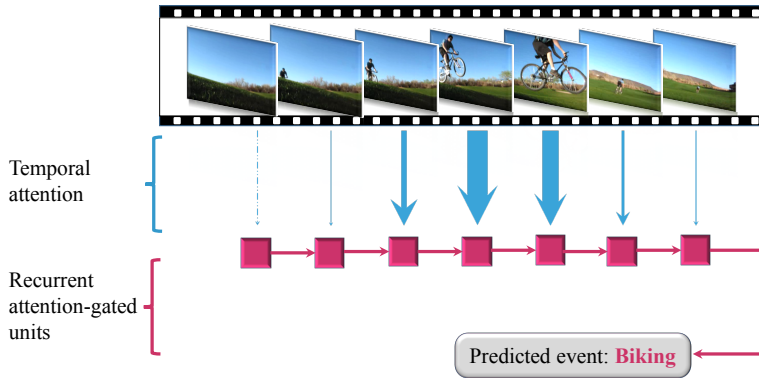 Temporal
attention
Recurrent
attention-gated
units
Predicted event: Biking